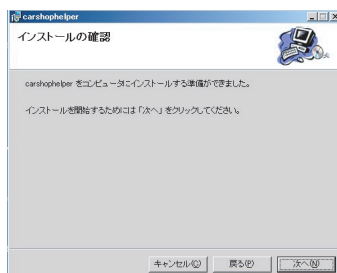 carshophelper
インストールの確認
carshophelper をコンピュータにインストールする準備ができました。
インストールを開始するためには「次へ」をクリックしてください。
キャンセル(C)
戻る(P)
次へ(N)